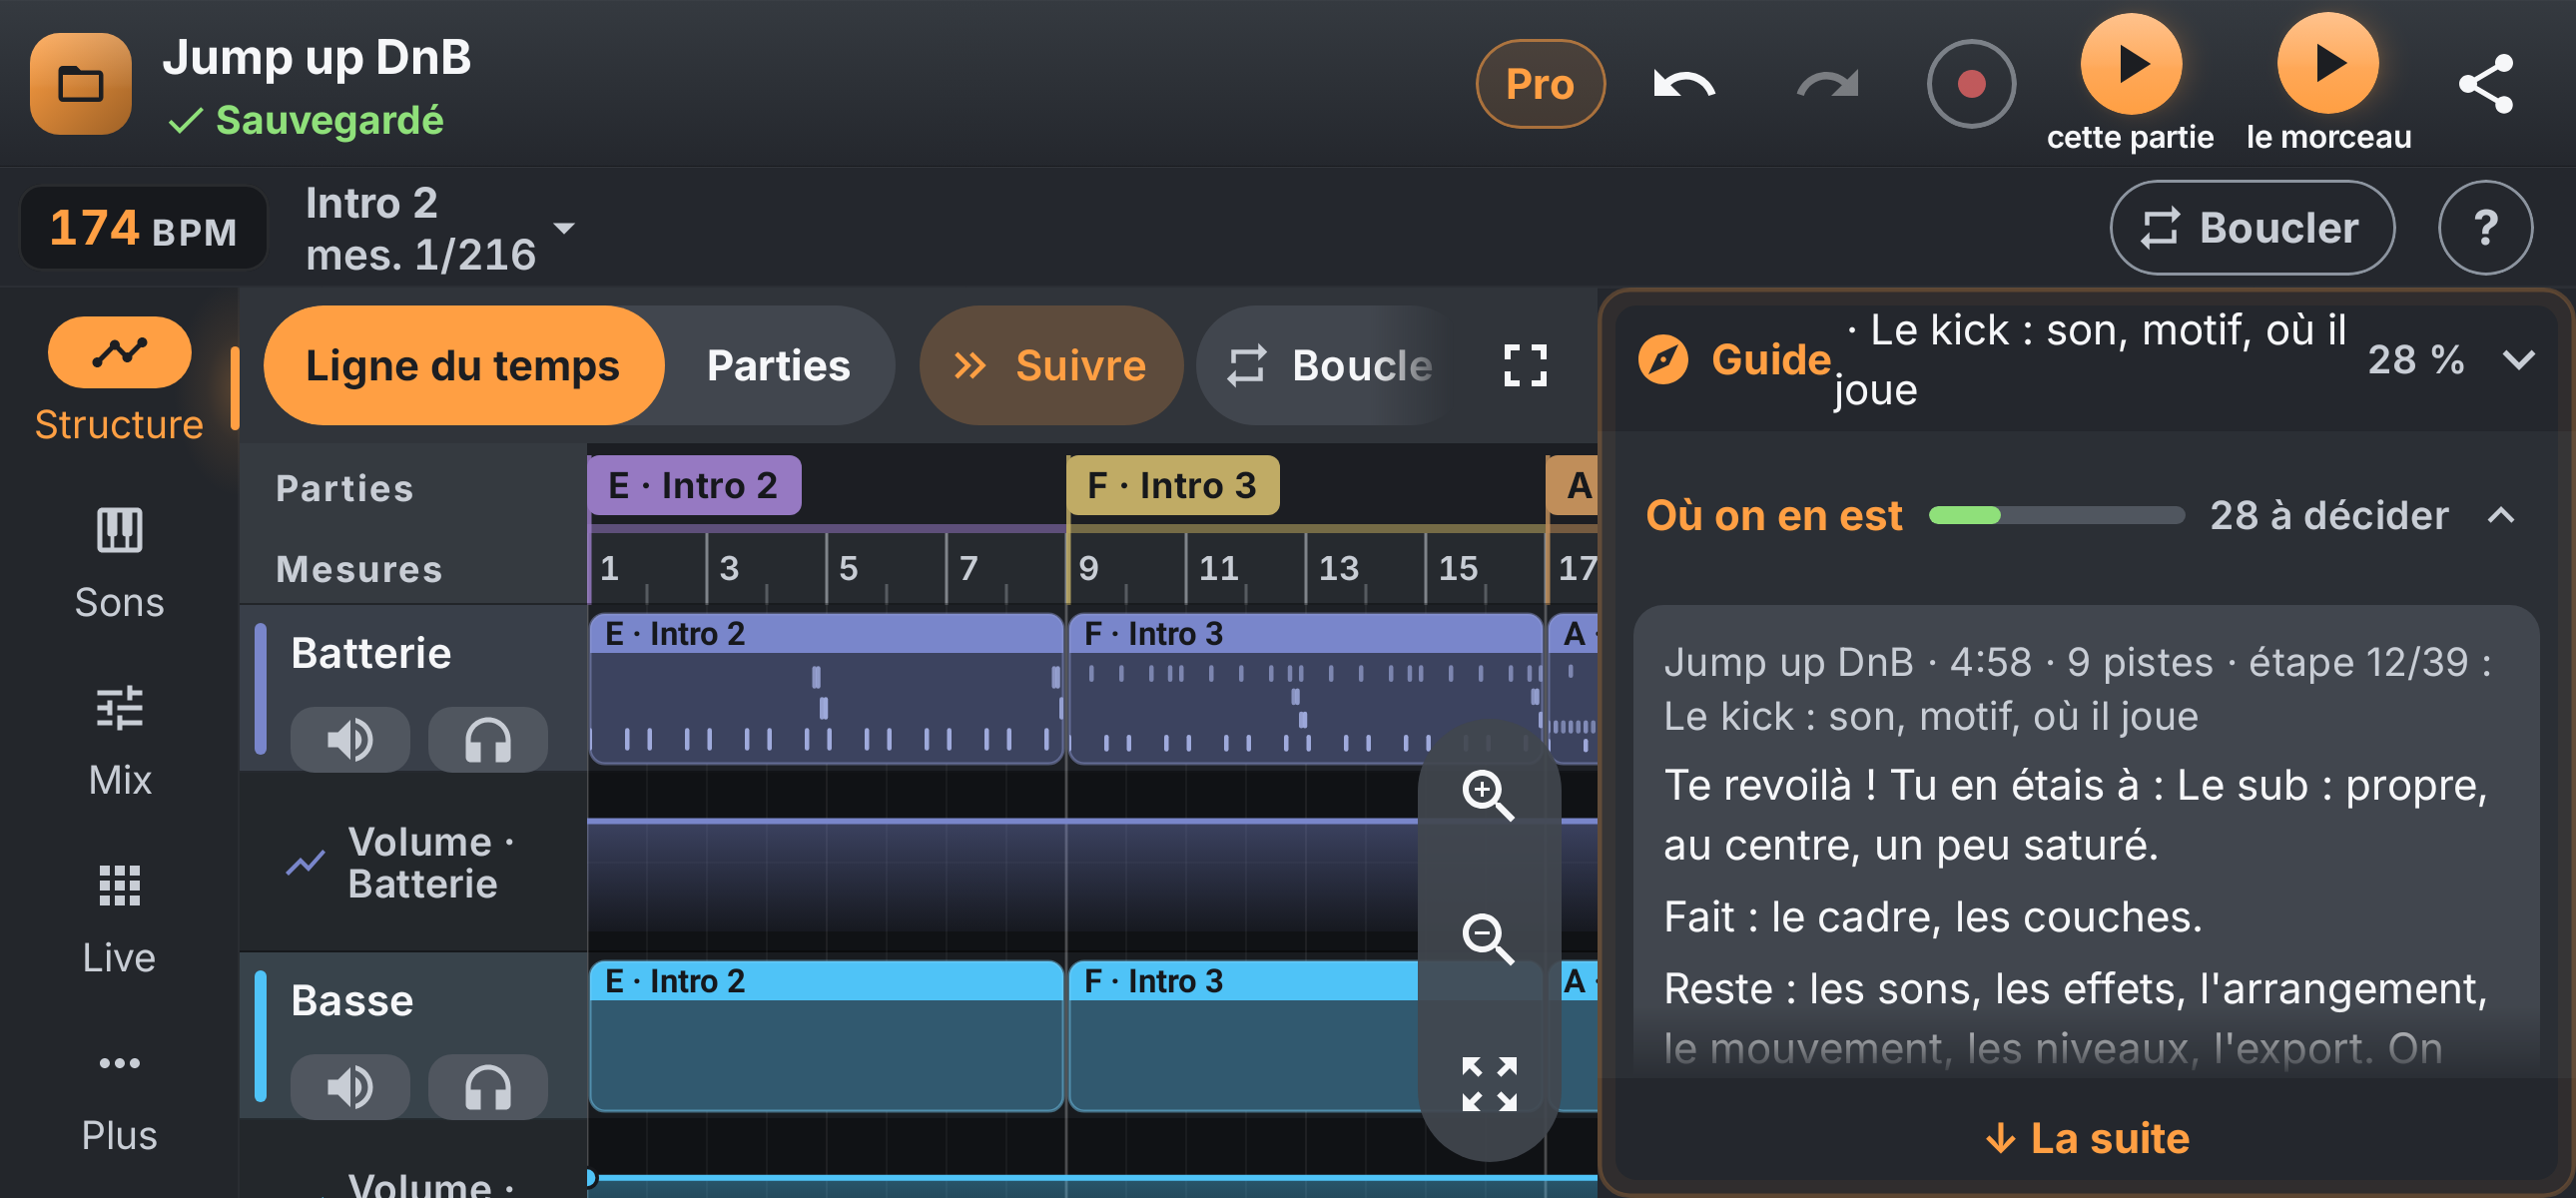 Jump up DnB
Sauvegardé
Pro
cette partie
le morceau
174 BPM
Intro 2
mes. 1/216
Boucler
?
Structure
Sons
Mix
Live
Plus
Ligne du temps
Parties
Suivre
Boucle
Parties
E · Intro 2
F · Intro 3
A
Mesures
1 3 5 7 9 11 13 15 17
Batterie
E · Intro 2
F · Intro 3
A ·
Volume ·
Batterie
Basse
E · Intro 2
F · Intro 3
A ·
Volume ·
Guide · Le kick : son, motif, où il
joue
28 %
Où on en est
28 à décider
Jump up DnB · 4:58 · 9 pistes · étape 12/39 :
Le kick : son, motif, où il joue
Te revoilà ! Tu en étais à : Le sub : propre,
au centre, un peu saturé.
Fait : le cadre, les couches.
Reste : les sons, les effets, l'arrangement,
le mouvement, les niveaux, l'export. On
La suite